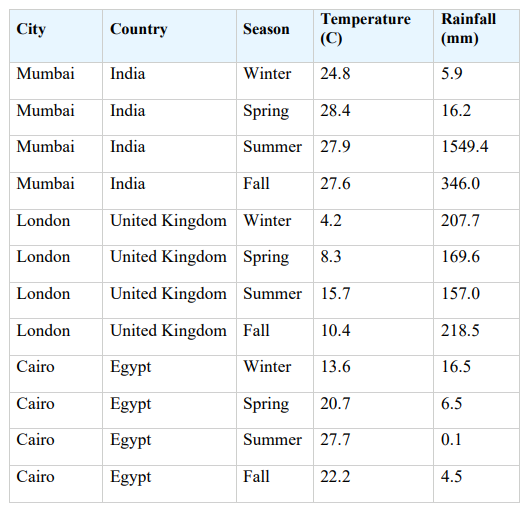 City Country Season Temperature (C) Rainfall (mm)
Mumbai India Winter 24.8 5.9
Mumbai India Spring 28.4 16.2
Mumbai India Summer 27.9 1549.4
Mumbai India Fall 27.6 346.0
London United Kingdom Winter 4.2 207.7
London United Kingdom Spring 8.3 169.6
London United Kingdom Summer 15.7 157.0
London United Kingdom Fall 10.4 218.5
Cairo Egypt Winter 13.6 16.5
Cairo Egypt Spring 20.7 6.5
Cairo Egypt Summer 27.7 0.1
Cairo Egypt Fall 22.2 4.5